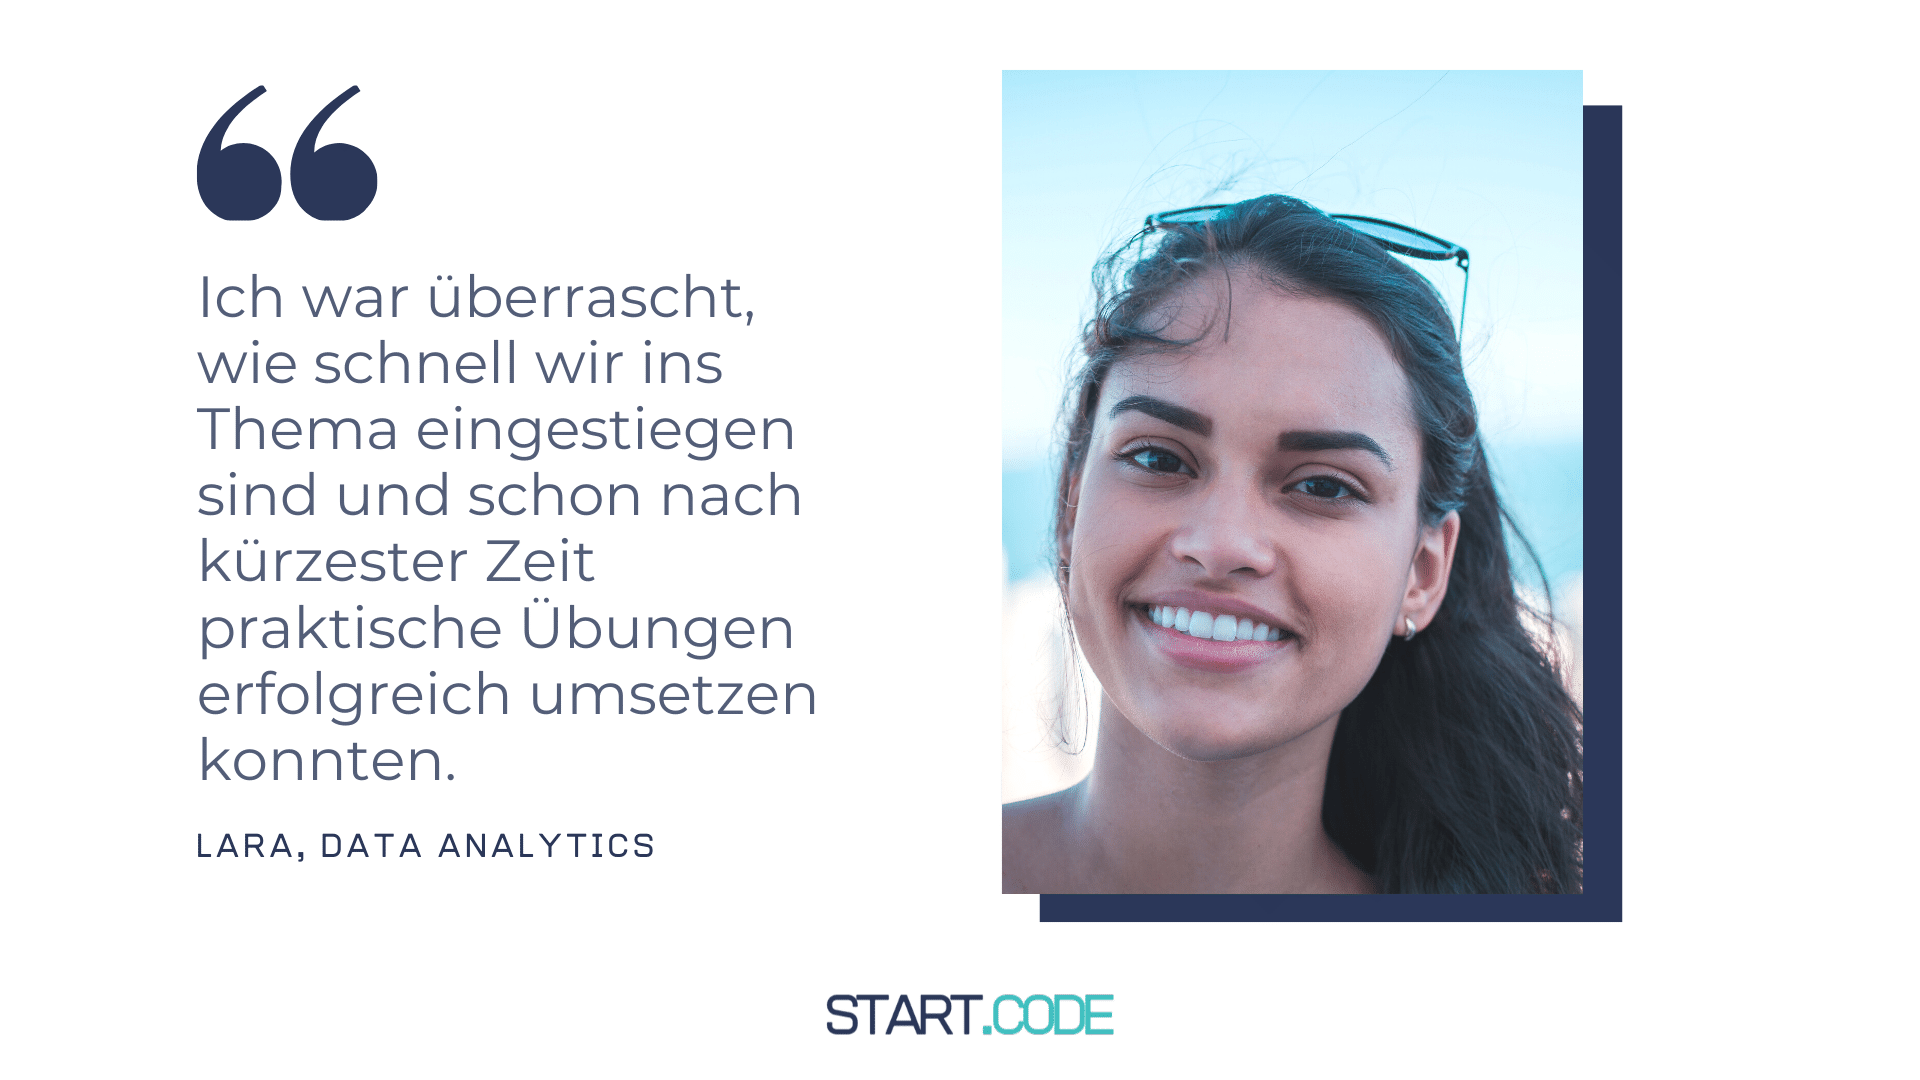 Ich war überrascht,
wie schnell wir ins
Thema eingestiegen
sind und schon nach
kürzester Zeit
praktische Übungen
erfolgreich umsetzen
konnten.
LARA, DATA ANALYTICS
START.CODE